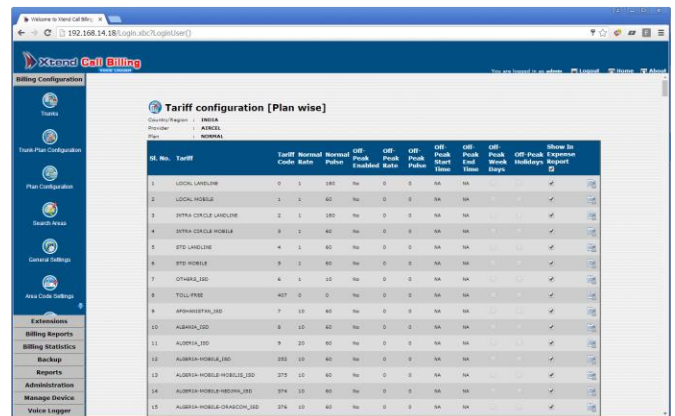 Welcome to Xtend Call Billing
192.168.14.18/Login.xbc?LoginUser()
Xtend Call Billing
You are logged in as admin Logout Home About
Billing Configuration
Trunks
Trunk-Plan Configuration
Plan Configuration
Search Areas
General Settings
Area Code Settings
Extensions
Billing Reports
Billing Statistics
Backup
Reports
Administration
Manage Device
Voice Logger
Tariff configuration [Plan wise]
Country/Region : INDIA
Provider : AIRCEL
Plan : NORMAL
Sl. No. Tariff Tariff Code Normal Rate Normal Pulse Off-Peak Enabled Off-Peak Rate Off-Peak Pulse Off-Peak Start Time Off-Peak End Time Off-Peak Week Days Off-Peak Holidays Show In Expense Report
1 LOCAL LANDLINE 0 1 180 No 0 0 NA NA
2 LOCAL MOBILE 1 1 60 No 0 0 NA NA
3 INTRA CIRCLE LANDLINE 2 1 180 No 0 0 NA NA
4 INTRA CIRCLE MOBILE 3 1 60 No 0 0 NA NA
5 STD LANDLINE 4 1 60 No 0 0 NA NA
6 STD MOBILE 5 1 60 No 0 0 NA NA
7 OTHERS_ISD 6 1 10 No 0 0 NA NA
8 TOLL-FREE 407 0 0 No 0 0 NA NA
9 AFGHANISTAN_ISD 7 10 60 No 0 0 NA NA
10 ALBANIA_ISD 8 10 60 No 0 0 NA NA
11 ALGERIA_ISD 9 20 60 No 0 0 NA NA
12 ALGERIA-MOBILE_ISD 252 10 60 No 0 0 NA NA
13 ALGERIA-MOBILE-MOBILIS_ISD 375 10 60 No 0 0 NA NA
14 ALGERIA-MOBILE-NEDJMA_ISD 374 10 60 No 0 0 NA NA
15 ALGERIA-MOBILE-ORASCOM_ISD 376 10 60 No 0 0 NA NA